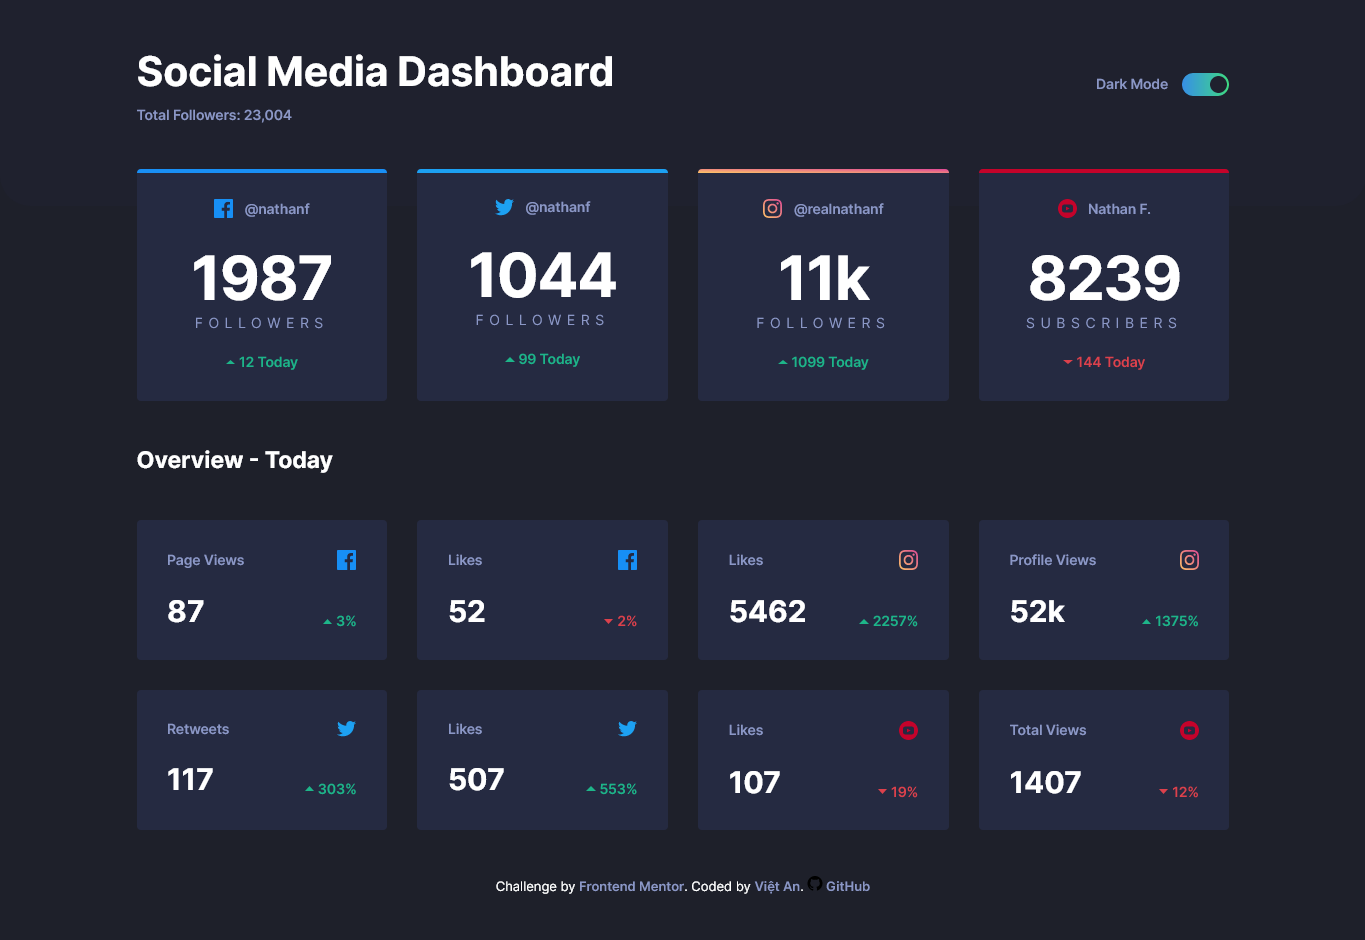 Social Media Dashboard
Total Followers: 23,004
Dark Mode
@nathanf
1987
FOLLOWERS
12 Today
@nathanf
1044
FOLLOWERS
99 Today
@realnathanf
11k
FOLLOWERS
1099 Today
Nathan F.
8239
SUBSCRIBERS
144 Today
Overview - Today
Page Views
87
3%
Likes
52
2%
Likes
5462
2257%
Profile Views
52k
1375%
Retweets
117
303%
Likes
507
553%
Likes
107
19%
Total Views
1407
12%
Challenge by Frontend Mentor. Coded by Việt An. GitHub